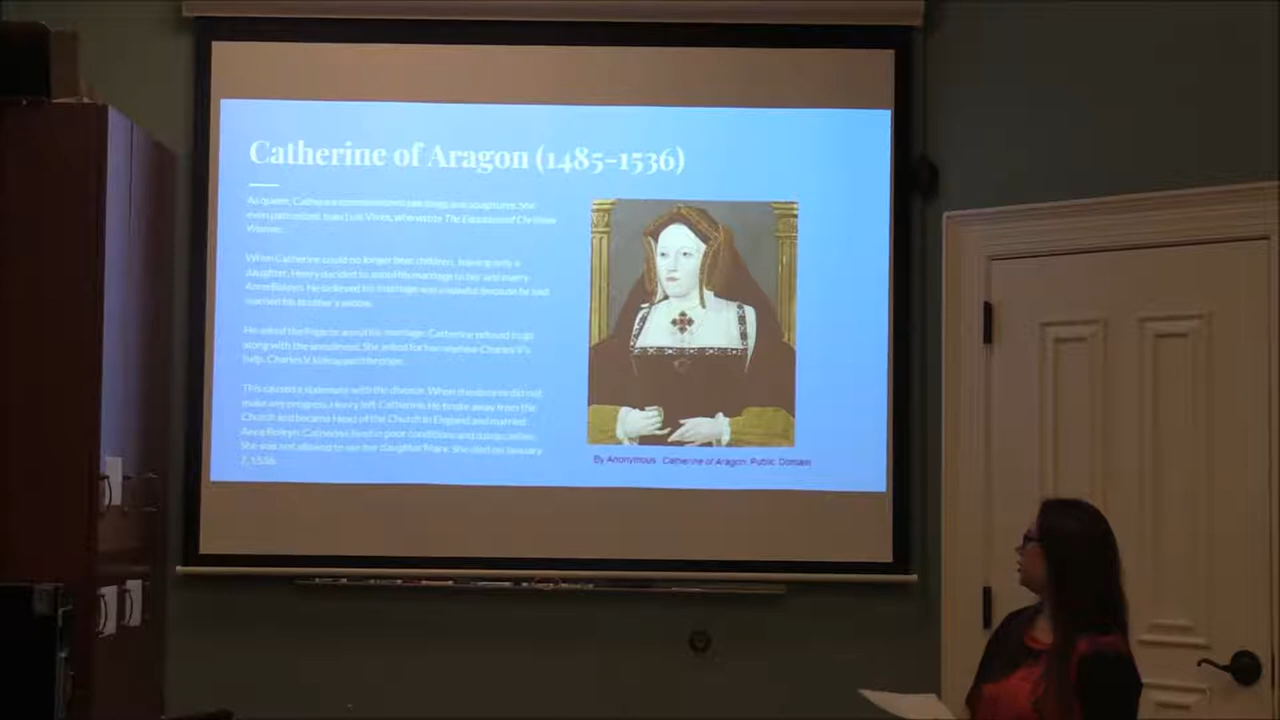 Catherine of Aragon (1485-1536)
As queen, Catherine commissioned paintings and sculptures. She
even patronized Juan Luis Vives, who wrote The Education of Christian
Women.
When Catherine could no longer bear children, leaving only a
daughter, Henry decided to annul his marriage to her and marry
Anne Boleyn. He believed his marriage was unlawful because he had
married his brother's widow.
He asked the Pope to annul his marriage. Catherine refused to go
along with the annulment. She asked for her nephew Charles V's
help. Charles V kidnapped the pope.
This caused a stalemate with the divorce. When the divorce did not
make any progress, Henry left Catherine. He broke away from the
Church and became Head of the Church in England and married
Anne Boleyn. Catherine lived in poor conditions and damp castles.
She was not allowed to see her daughter Mary. She died on January
7, 1536.
By Anonymous Catherine of Aragon, Public Domain